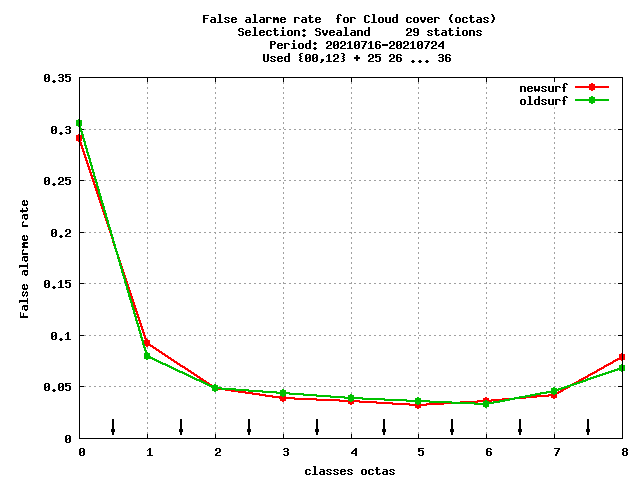 False alarme rate  for Cloud cover (octas)
Selection: Svealand     29 stations
Period: 20210716-20210724
Used {00,12} + 25 26 ... 36
0.35
newsurf
oldsurf
0.3
0.25
0.2
0.15
0.1
0.05
0
False alarme rate
0 1 2 3 4 5 6 7 8
classes octas